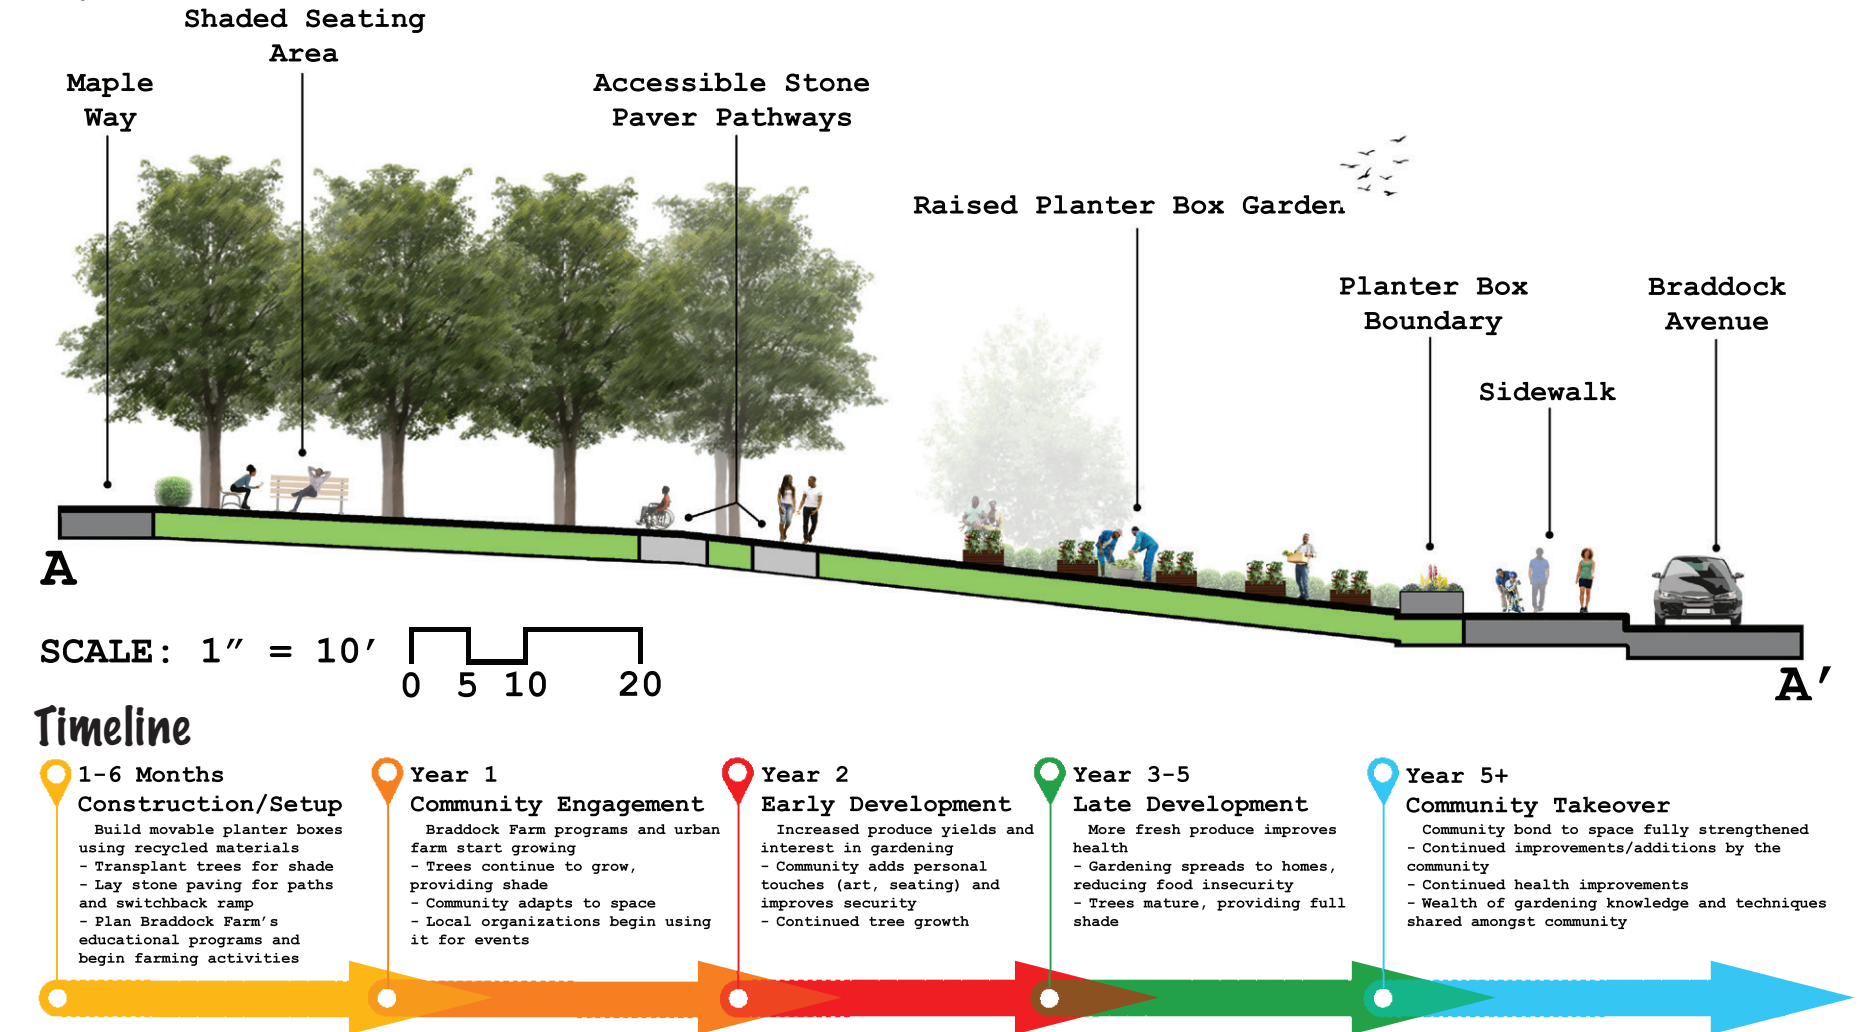 Shaded Seating
Area
Maple
Way
Accessible Stone
Paver Pathways
Raised Planter Box Garden
Planter Box
Boundary
Braddock
Avenue
Sidewalk
A
A′
SCALE: 1″ = 10′
0 5 10 20
Timeline
1-6 Months
Construction/Setup
Build movable planter boxes
using recycled materials
- Transplant trees for shade
- Lay stone paving for paths
and switchback ramp
- Plan Braddock Farm's
educational programs and
begin farming activities
Year 1
Community Engagement
Braddock Farm programs and urban
farm start growing
- Trees continue to grow,
providing shade
- Community adapts to space
- Local organizations begin using
it for events
Year 2
Early Development
Increased produce yields and
interest in gardening
- Community adds personal
touches (art, seating) and
improves security
- Continued tree growth
Year 3-5
Late Development
More fresh produce improves
health
- Gardening spreads to homes,
reducing food insecurity
- Trees mature, providing full
shade
Year 5+
Community Takeover
Community bond to space fully strengthened
- Continued improvements/additions by the
community
- Continued health improvements
- Wealth of gardening knowledge and techniques
shared amongst community